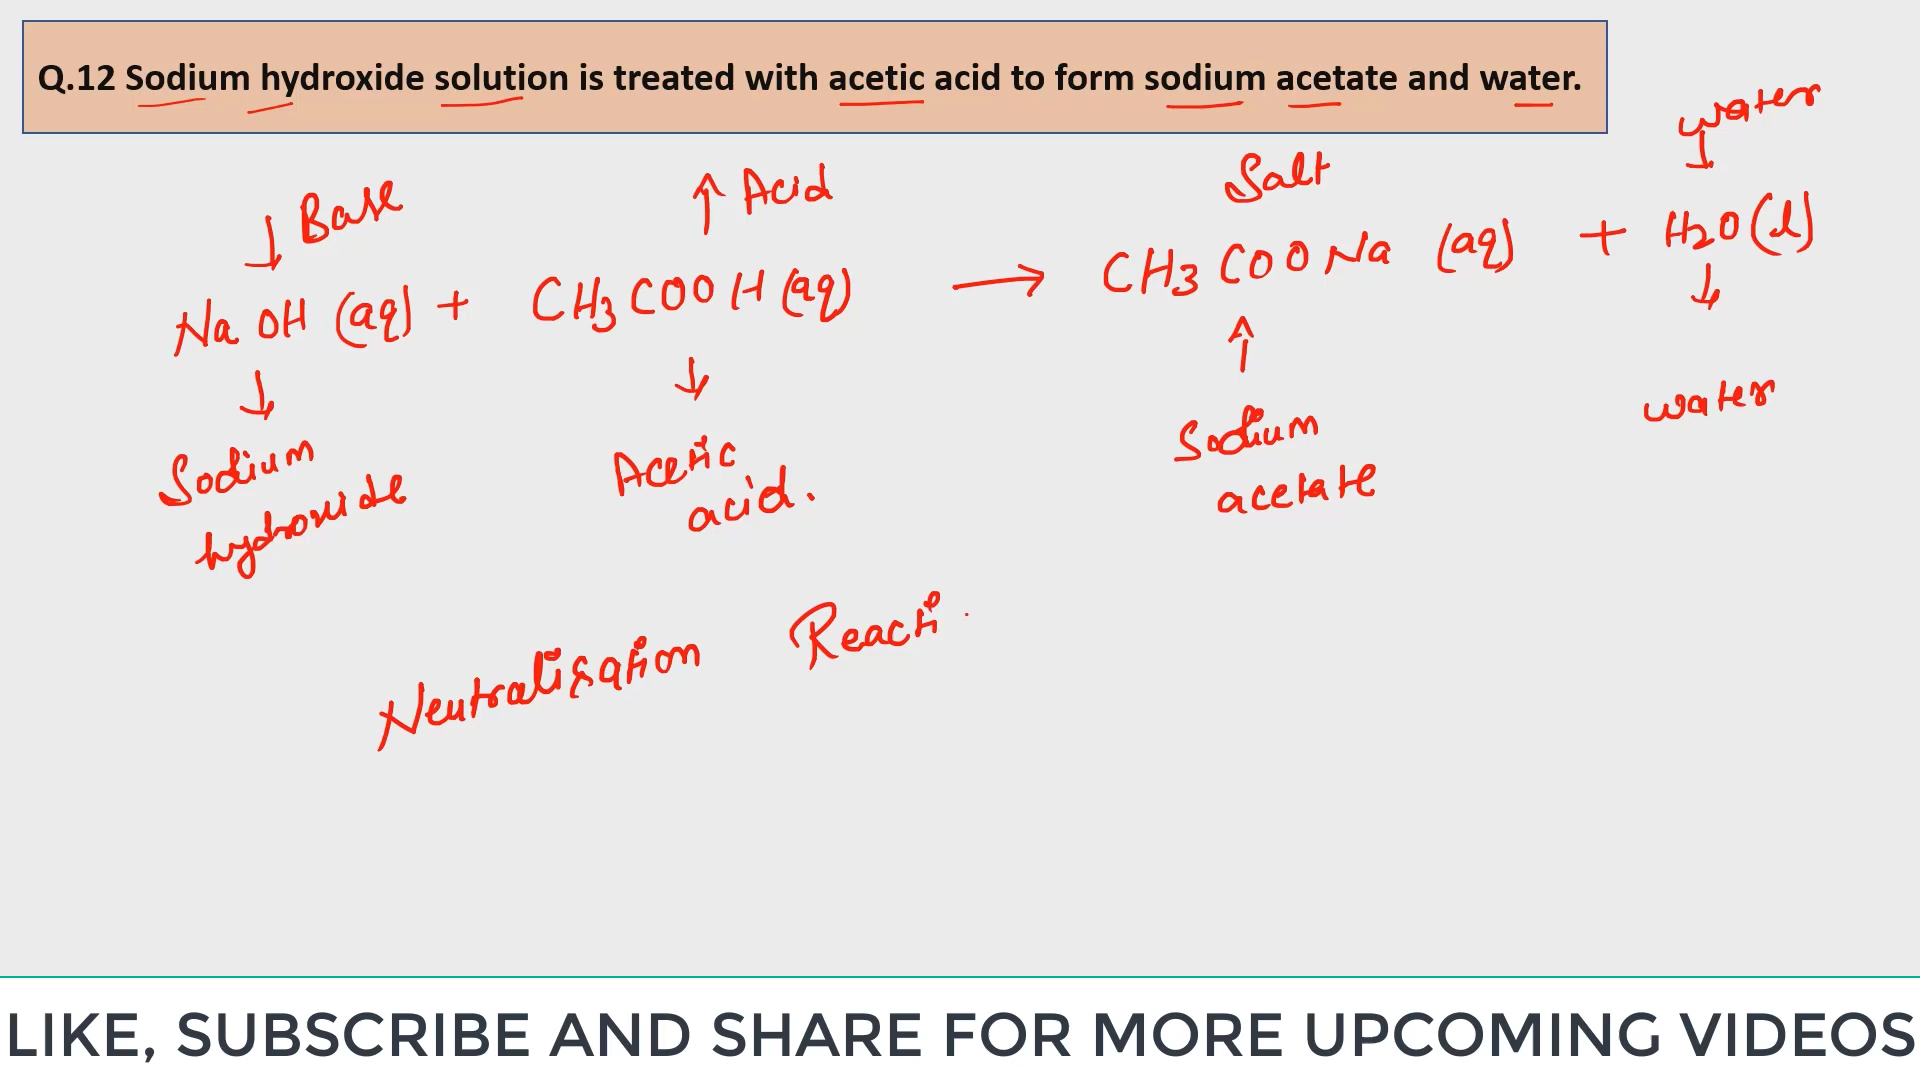 Q.12 Sodium hydroxide solution is treated with acetic acid to form sodium acetate and water.
water
Base
Acid
Salt
NaOH (aq) + CH3COOH (aq) → CH3COONa (aq) + H2O (l)
Sodium
hydroxide
Acetic
acid.
Sodium
acetate
water
Neutralization Reacti
LIKE, SUBSCRIBE AND SHARE FOR MORE UPCOMING VIDEOS